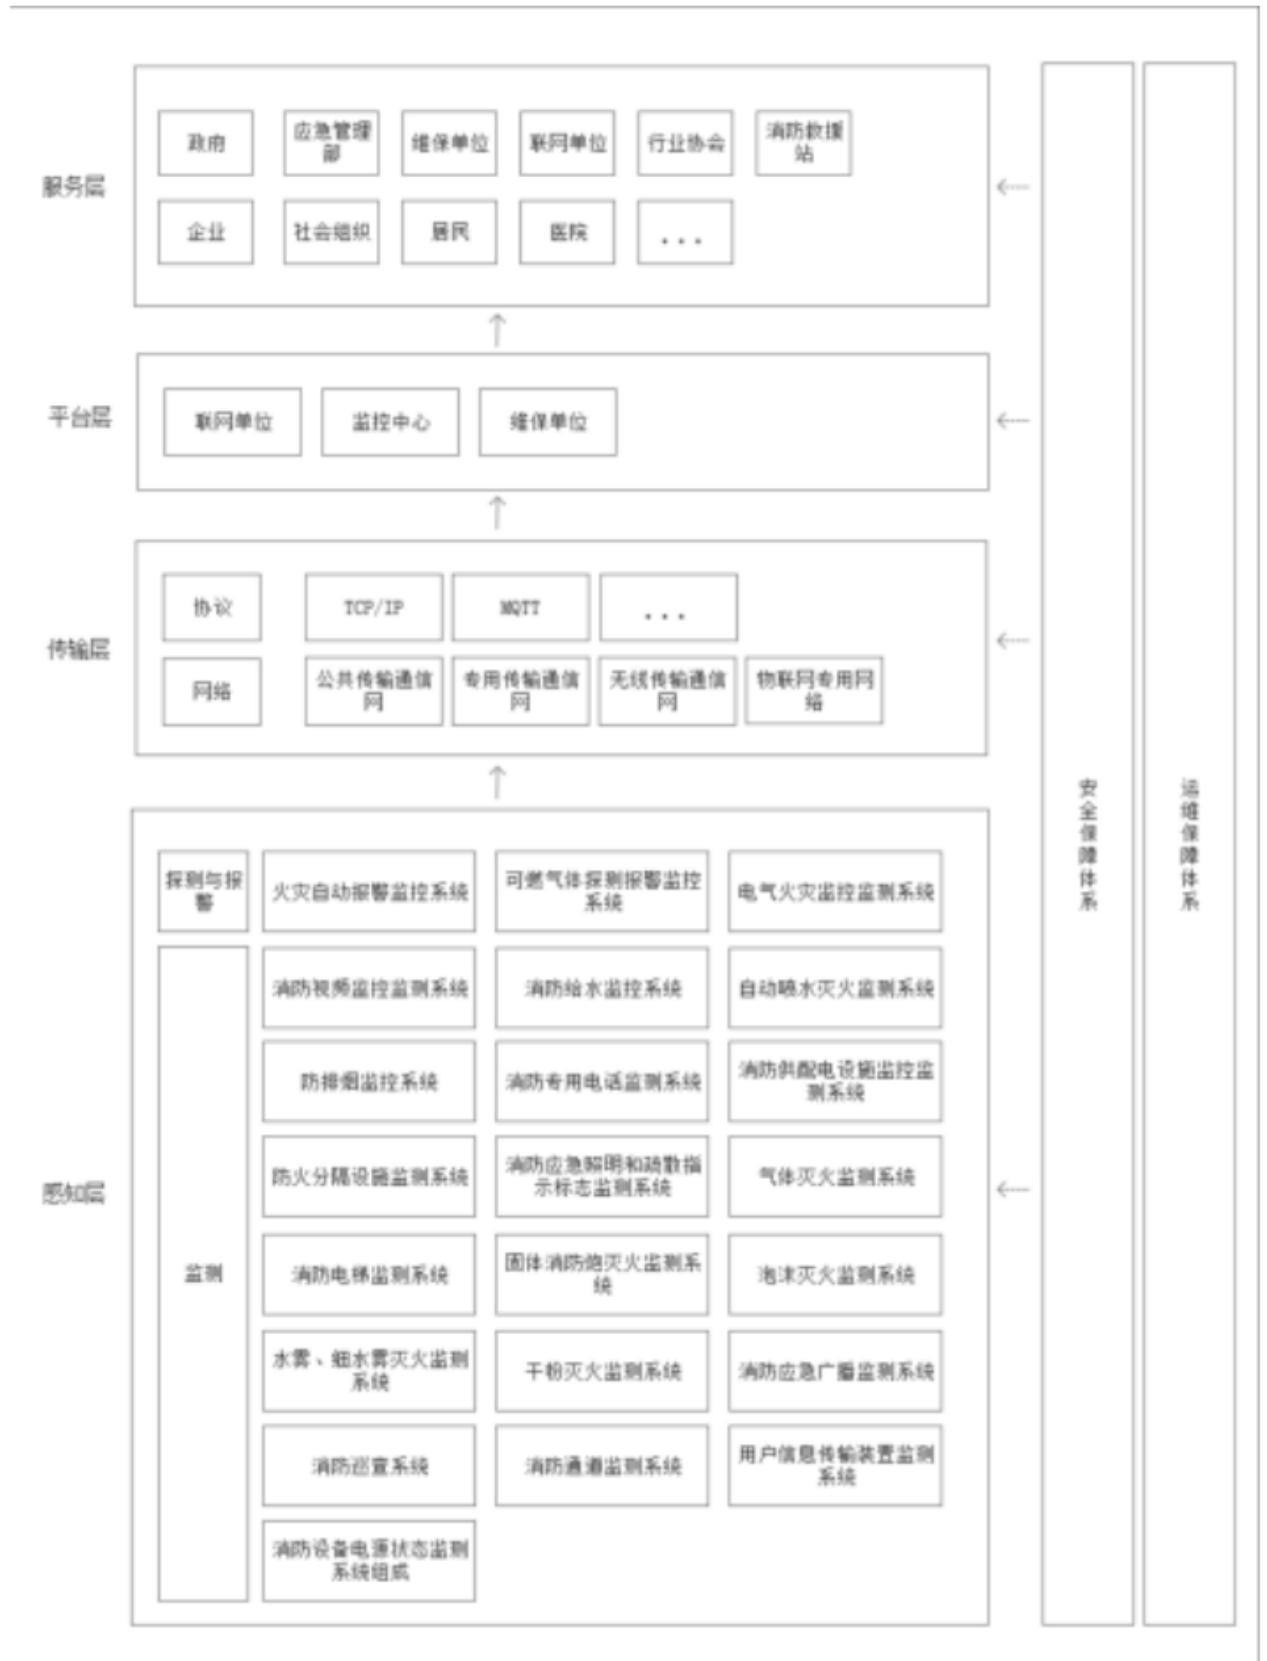 服务层
政府
应急管理
部
维保单位
联网单位
行业协会
消防救援
站
企业
社会组织
居民
医院
...
平台层
联网单位
监控中心
维保单位
传输层
协议
TCP/IP
MQTT
...
网络
公共传输通信
网
专用传输通信
网
无线传输通信
网
物联网专用网
络
感知层
探测与报
警
火灾自动报警监控系统
可燃气体探测报警监控
系统
电气火灾监控监测系统
监测
消防视频监控监测系统
消防给水监控系统
自动喷水灭火监测系统
防排烟监控系统
消防专用电话监测系统
消防供配电设施监控监
测系统
防火分隔设施监测系统
消防应急照明和疏散指
示标志监测系统
气体灭火监测系统
消防电梯监测系统
固体消防炮灭火监测系
统
泡沫灭火监测系统
水雾、细水雾灭火监测
系统
干粉灭火监测系统
消防应急广播监测系统
消防巡查系统
消防通道监测系统
用户信息传输装置监测
系统
消防设备电源状态监测
系统组成
安全保障体系
运维保障体系